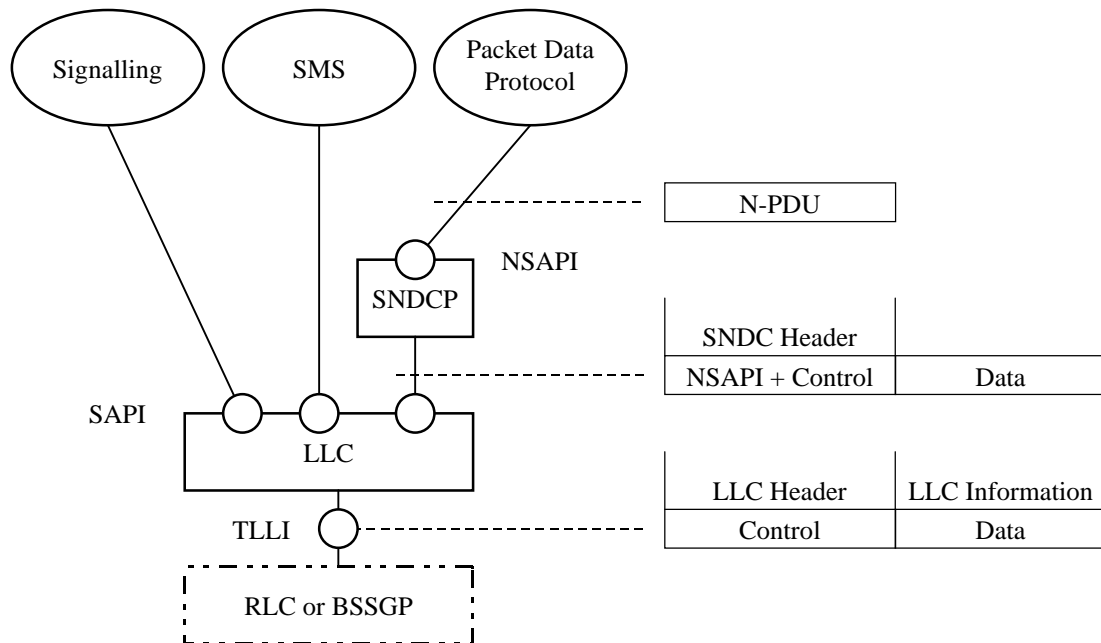 Signalling
SMS
Packet Data
Protocol
N-PDU
NSAPI
SNDCP
SNDC Header
NSAPI + Control
Data
SAPI
LLC
LLC Header
LLC Information
TLLI
Control
Data
RLC or BSSGP